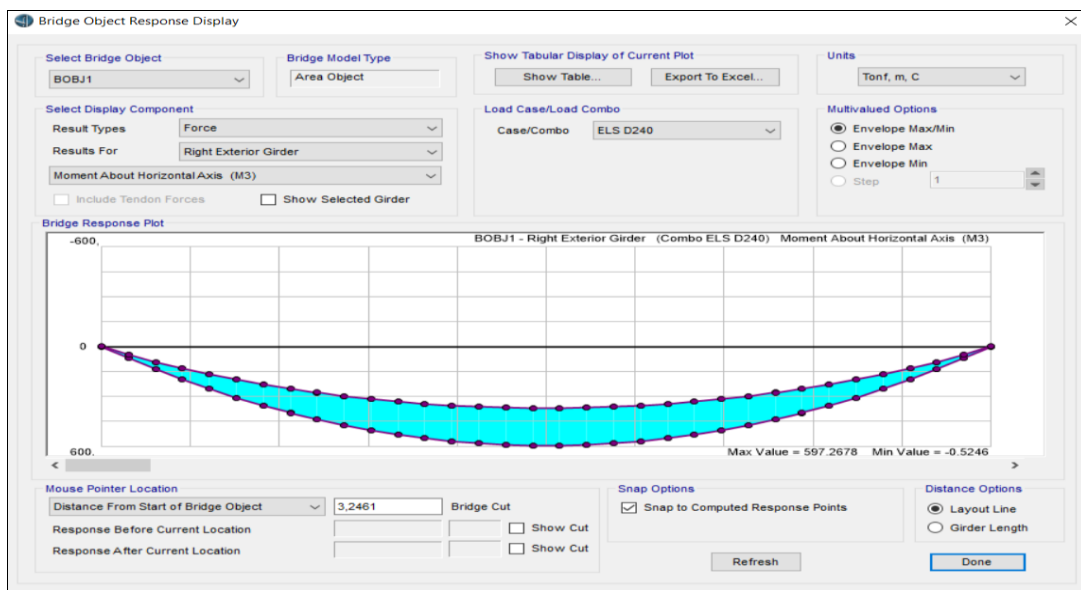 Bridge Object Response Display
Select Bridge Object
BOBJ1
Bridge Model Type
Area Object
Show Tabular Display of Current Plot
Show Table...
Export To Excel...
Units
Tonf, m, C
Select Display Component
Result Types
Force
Results For
Right Exterior Girder
Moment About Horizontal Axis (M3)
Include Tendon Forces
Show Selected Girder
Load Case/Load Combo
Case/Combo
ELS D240
Multivalued Options
Envelope Max/Min
Envelope Max
Envelope Min
Step
1
Bridge Response Plot
-600,
BOBJ1 - Right Exterior Girder (Combo ELS D240) Moment About Horizontal Axis (M3)
0
600,
Max Value = 597.2678 Min Value = -0.5246
Mouse Pointer Location
Distance From Start of Bridge Object
3,2461
Bridge Cut
Response Before Current Location
Show Cut
Response After Current Location
Show Cut
Snap Options
Snap to Computed Response Points
Distance Options
Layout Line
Girder Length
Refresh
Done